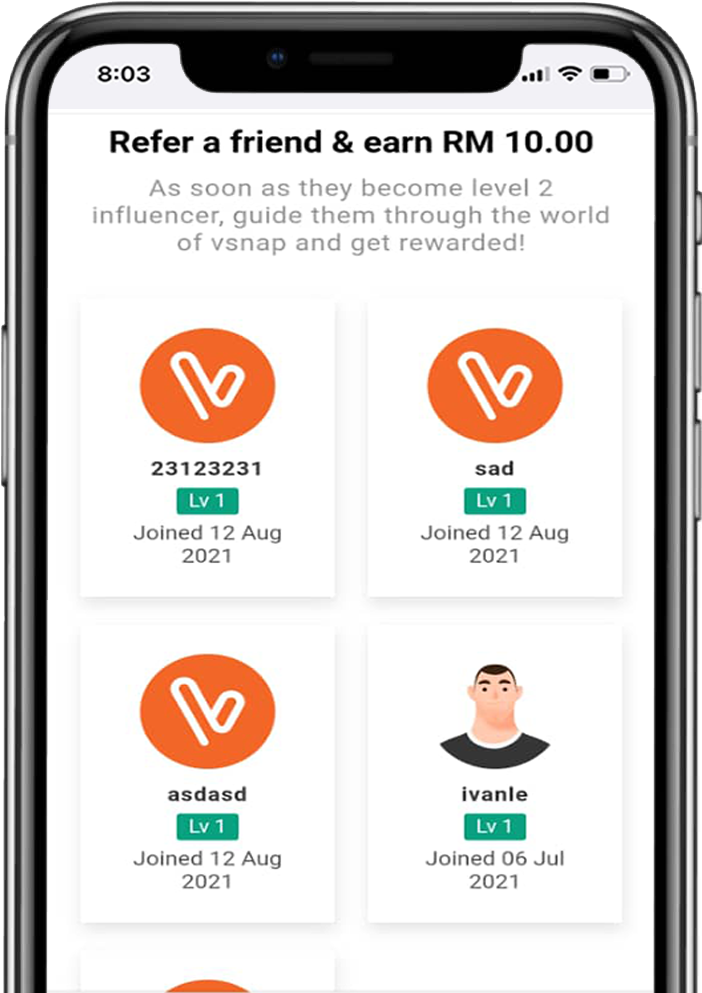 8:03
Refer a friend & earn RM 10.00
As soon as they become level 2
influencer, guide them through the world
of vsnap and get rewarded!
23123231
Lv 1
Joined 12 Aug
2021
sad
Lv 1
Joined 12 Aug
2021
asdasd
Lv 1
Joined 12 Aug
2021
ivanle
Lv 1
Joined 06 Jul
2021